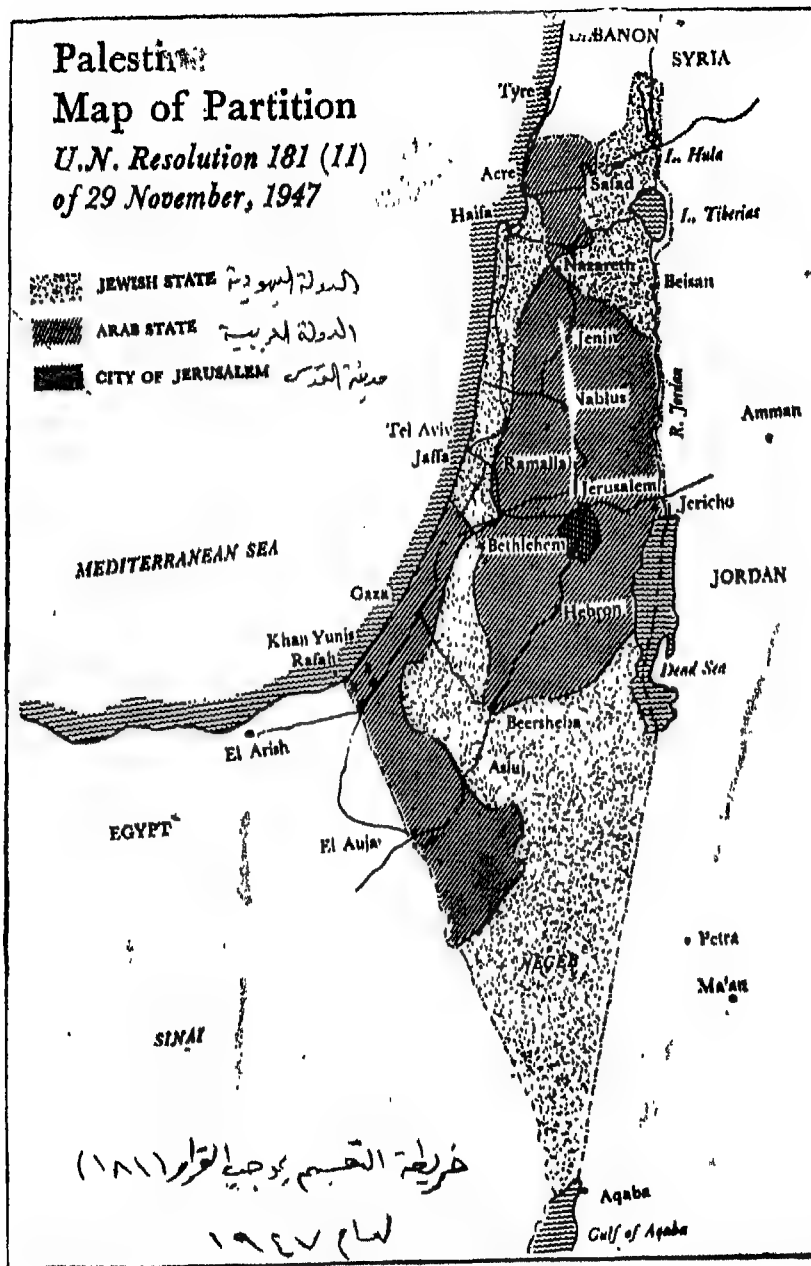 Palestine
Map of Partition
U.N. Resolution 181 (11)
of 29 November, 1947
JEWISH STATE الدولة اليهودية
ARAB STATE الدولة العربية
CITY OF JERUSALEM مدينة القدس
LEBANON
SYRIA
Tyre
L. Hula
Acre
Safad
Haifa
L. Tiberias
Nazareth
Beisan
Jenin
Nablus
R. Jordan
Amman
Tel Aviv
Jaffa
Ramalla
Jerusalem
Jericho
MEDITERRANEAN SEA
Bethlehem
JORDAN
Gaza
Hebron
Khan Yunis
Rafah
Dead Sea
Beersheba
El Arish
Aslu
EGYPT
El Auja
Petra
NEGEB
Ma'an
SINAI
خريطة التقسيم بموجب القرار (١٨١)
لعام ١٩٤٧
Aqaba
Gulf of Aqaba